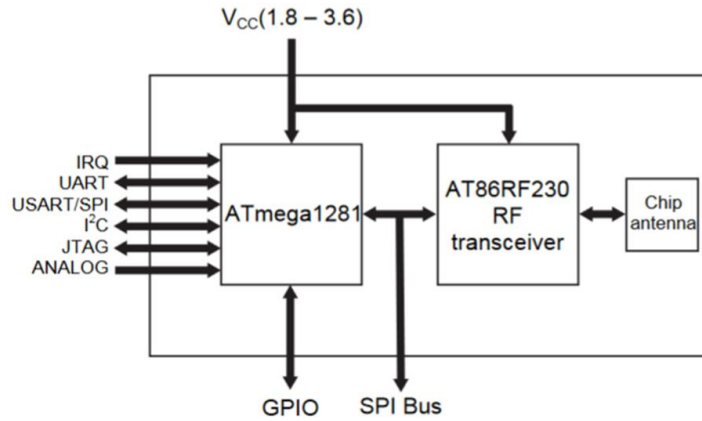 V_CC(1.8 – 3.6)
IRQ
UART
USART/SPI
I²C
JTAG
ANALOG
ATmega1281
AT86RF230
RF
transceiver
Chip
antenna
GPIO
SPI Bus